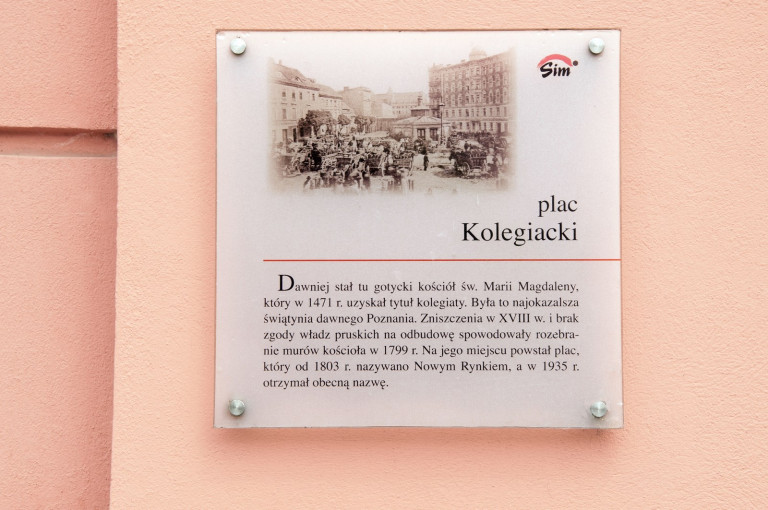 Sim
plac
Kolegiacki
Dawniej stał tu gotycki kościół św. Marii Magdaleny,
który w 1471 r. uzyskał tytuł kolegiaty. Była to najokazalsza
świątynia dawnego Poznania. Zniszczenia w XVIII w. i brak
zgody władz pruskich na odbudowę spowodowały rozebra-
nie murów kościoła w 1799 r. Na jego miejscu powstał plac,
który od 1803 r. nazywano Nowym Rynkiem, a w 1935 r.
otrzymał obecną nazwę.